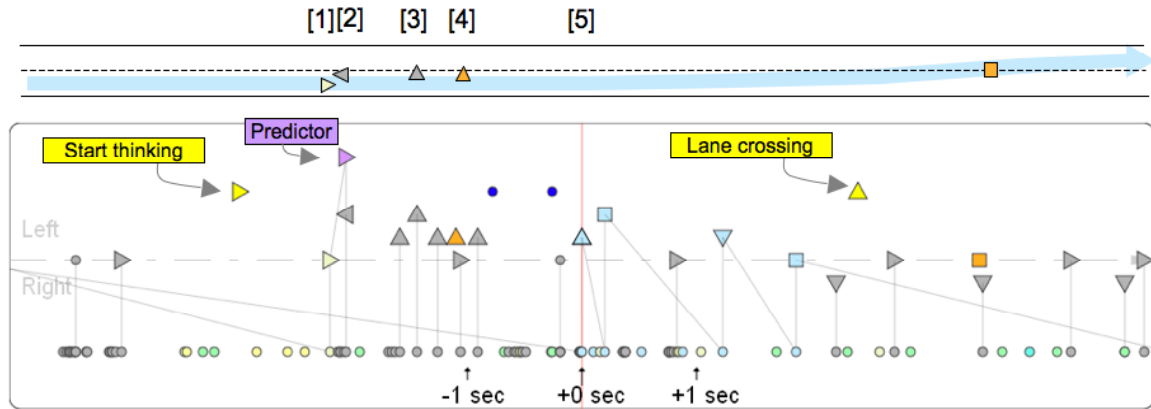 [1] [2] [3] [4] [5]
Predictor
Start thinking
Lane crossing
Left
Right
-1 sec +0 sec +1 sec